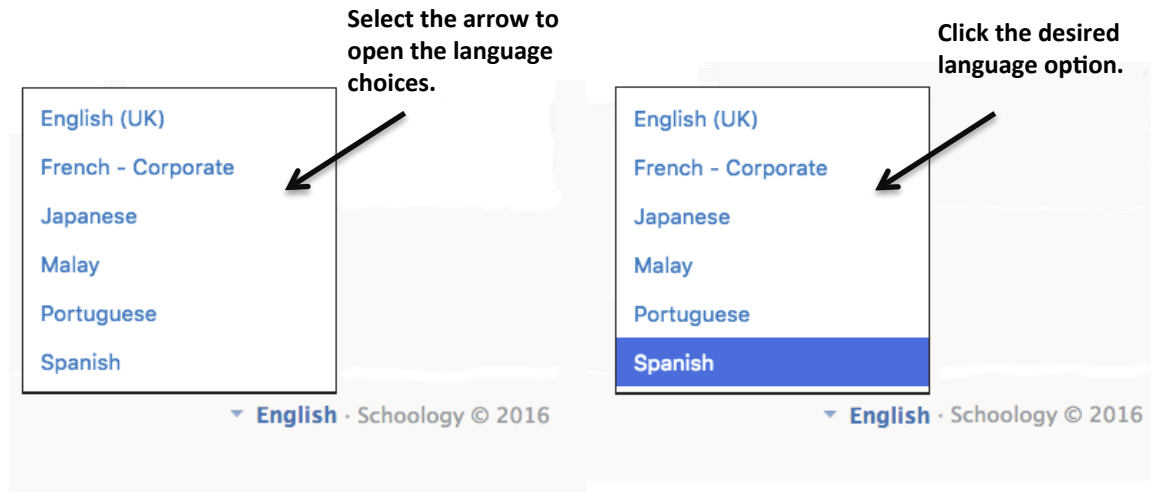 Select the arrow to
open the language
choices.
English (UK)
French - Corporate
Japanese
Malay
Portuguese
Spanish
English · Schoology © 2016
Click the desired
language option.
English (UK)
French - Corporate
Japanese
Malay
Portuguese
Spanish
English · Schoology © 2016